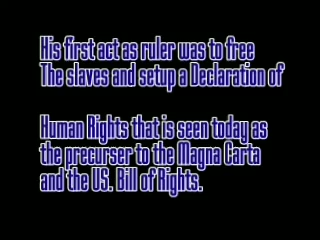 His first act as ruler was to free
The slaves and setup a Declaration of
Human Rights that is seen today as
the precurser to the Magna Carta
and the US. Bill of Rights.